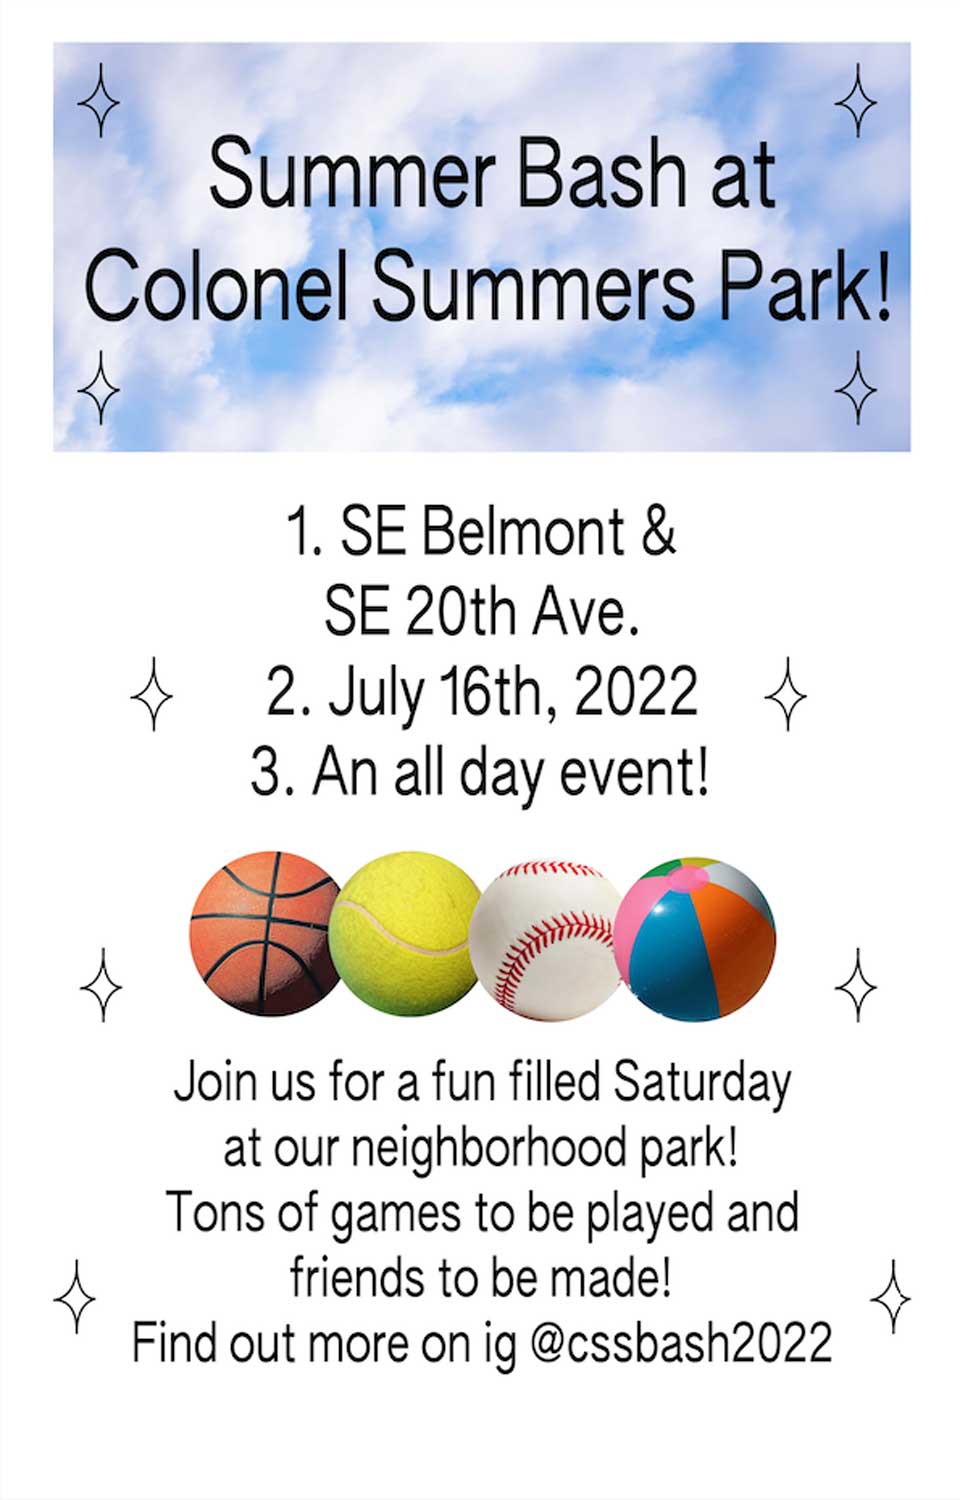 Summer Bash at
Colonel Summers Park!
1. SE Belmont &
SE 20th Ave.
2. July 16th, 2022
3. An all day event!
Join us for a fun filled Saturday
at our neighborhood park!
Tons of games to be played and
friends to be made!
Find out more on ig @cssbash2022